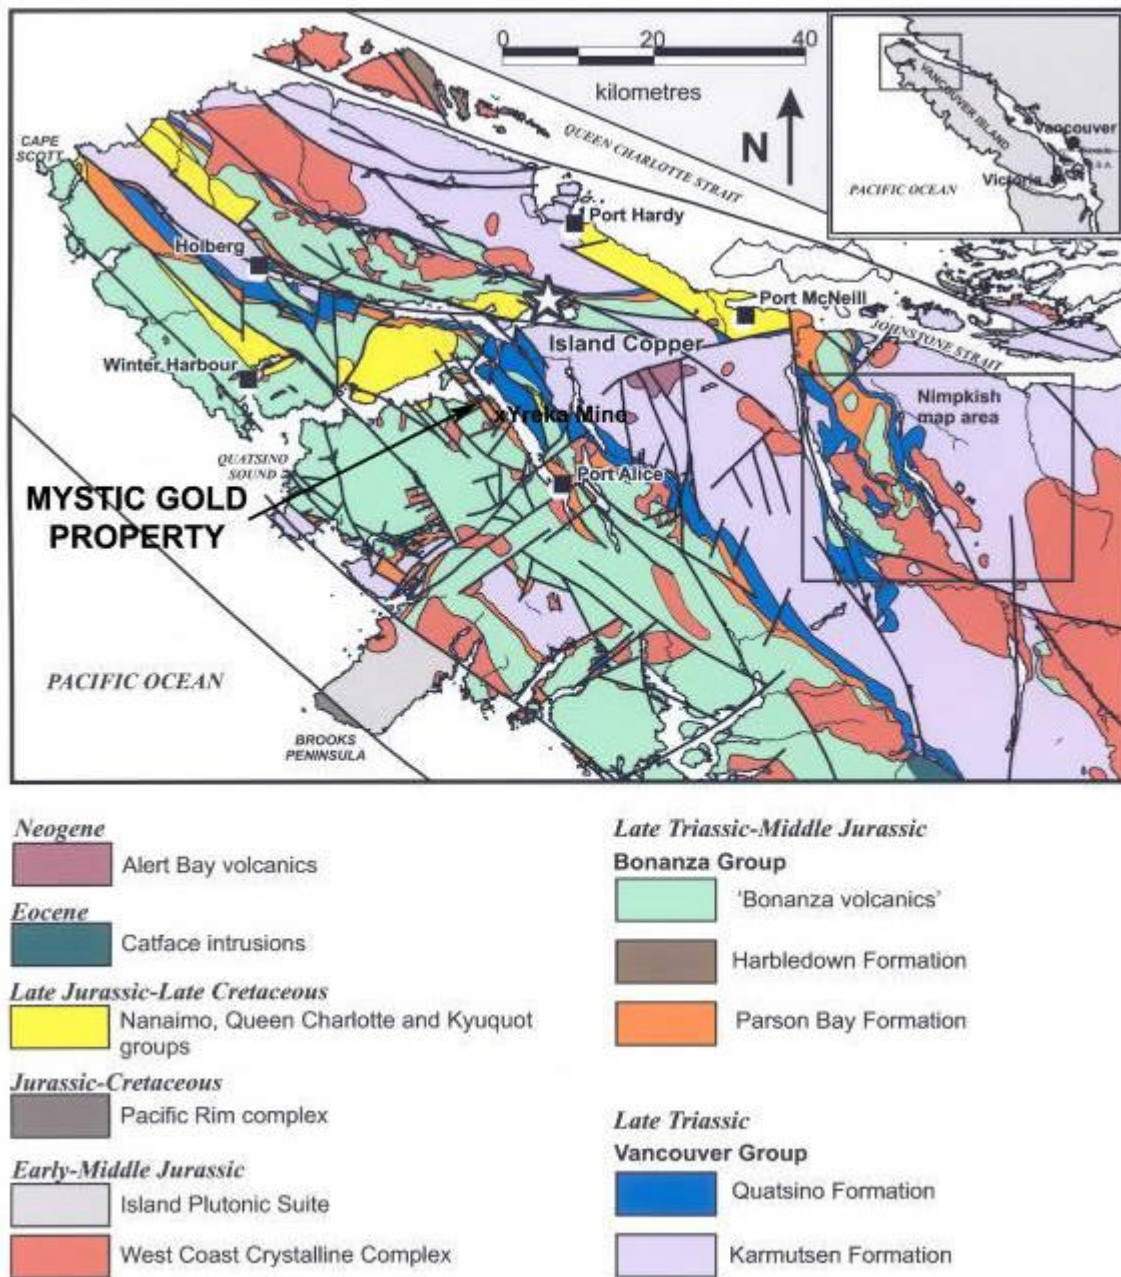 0 20 40
kilometres
N
QUEEN CHARLOTTE STRAIT
VANCOUVER ISLAND
Vancouver
Victoria
PACIFIC OCEAN
CAPE
SCOTT
Port Hardy
Holberg
Port McNeill
JOHNSTONE STRAIT
Island Copper
Winter Harbour
Nimpkish
map area
xYreka Mine
QUATSINO
SOUND
Port Alice
MYSTIC GOLD
PROPERTY
PACIFIC OCEAN
BROOKS
PENINSULA
Neogene
Alert Bay volcanics
Eocene
Catface intrusions
Late Jurassic-Late Cretaceous
Nanaimo, Queen Charlotte and Kyuquot
groups
Jurassic-Cretaceous
Pacific Rim complex
Early-Middle Jurassic
Island Plutonic Suite
West Coast Crystalline Complex
Late Triassic-Middle Jurassic
Bonanza Group
'Bonanza volcanics'
Harbledown Formation
Parson Bay Formation
Late Triassic
Vancouver Group
Quatsino Formation
Karmutsen Formation